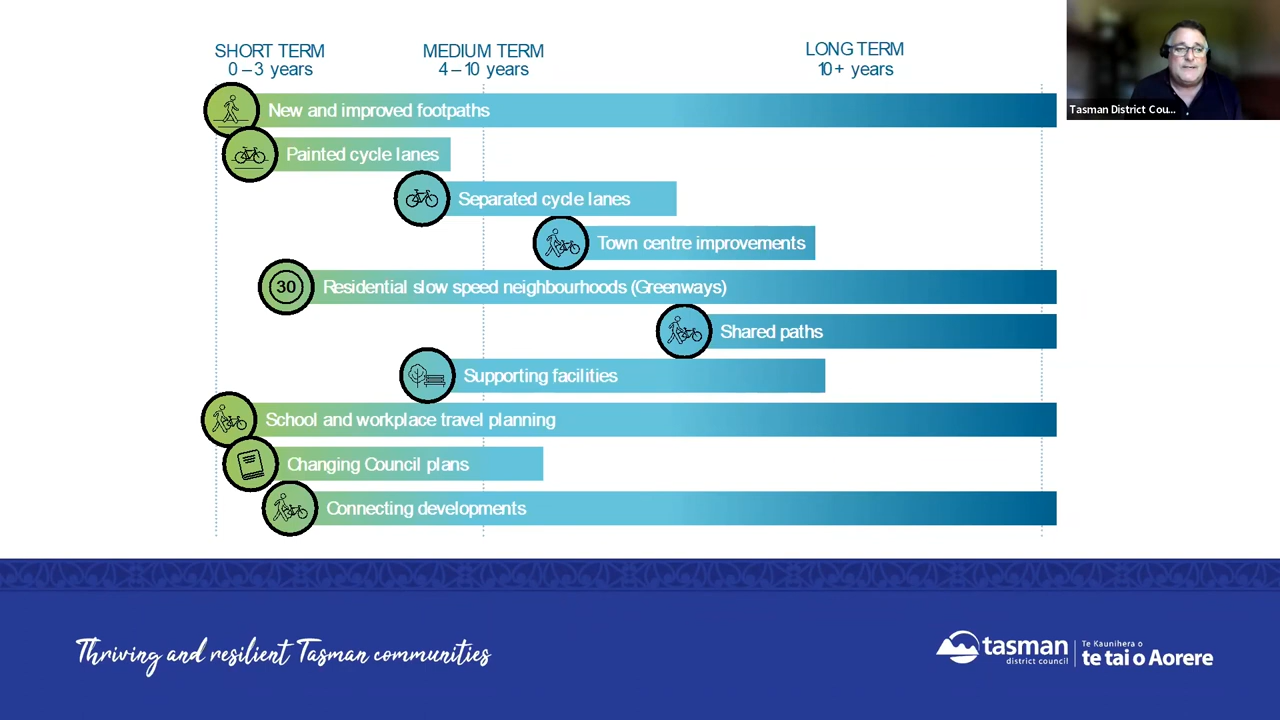 SHORT TERM
0 – 3 years
MEDIUM TERM
4 – 10 years
LONG TERM
10+ years
New and improved footpaths
Painted cycle lanes
Separated cycle lanes
Town centre improvements
30
Residential slow speed neighbourhoods (Greenways)
Shared paths
Supporting facilities
School and workplace travel planning
Changing Council plans
Connecting developments
Tasman District Cou...
Thriving and resilient Tasman communities
tasman
district council
Te Kaunihera o
te tai o Aorere